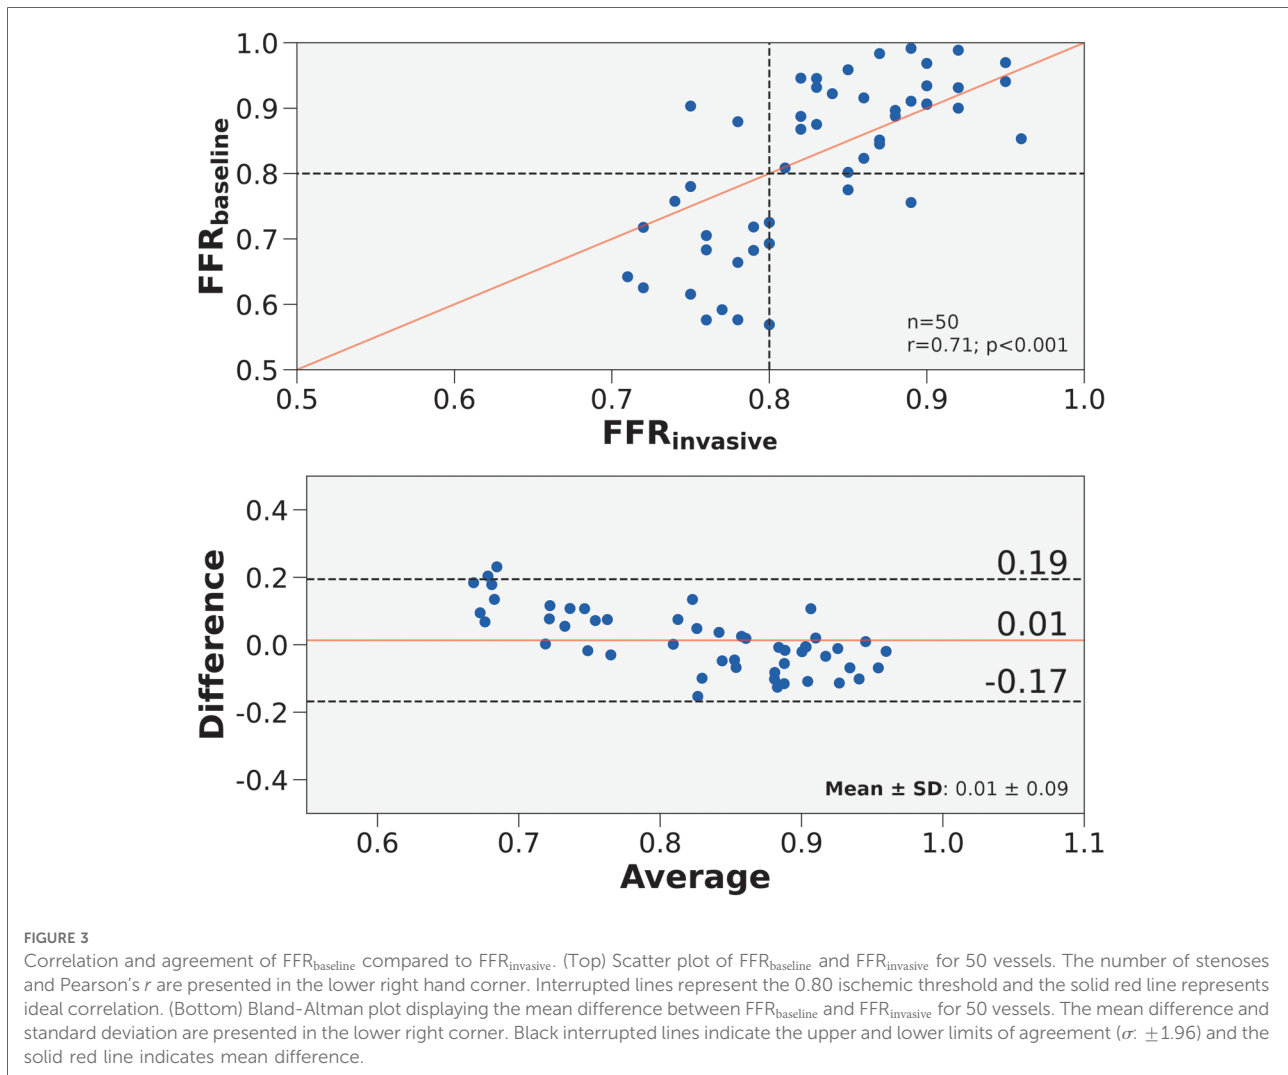 1.0
0.9
0.8
0.7
0.6
0.5
FFRbaseline
n=50
r=0.71; p<0.001
0.5 0.6 0.7 0.8 0.9 1.0
FFRinvasive
0.4
0.2
0.0
-0.2
-0.4
Difference
0.19
0.01
-0.17
Mean ± SD: 0.01 ± 0.09
0.6 0.7 0.8 0.9 1.0 1.1
Average
FIGURE 3
Correlation and agreement of FFRbaseline compared to FFRinvasive. (Top) Scatter plot of FFRbaseline and FFRinvasive for 50 vessels. The number of stenoses
and Pearson's r are presented in the lower right hand corner. Interrupted lines represent the 0.80 ischemic threshold and the solid red line represents
ideal correlation. (Bottom) Bland-Altman plot displaying the mean difference between FFRbaseline and FFRinvasive for 50 vessels. The mean difference and
standard deviation are presented in the lower right corner. Black interrupted lines indicate the upper and lower limits of agreement (σ: ±1.96) and the
solid red line indicates mean difference.